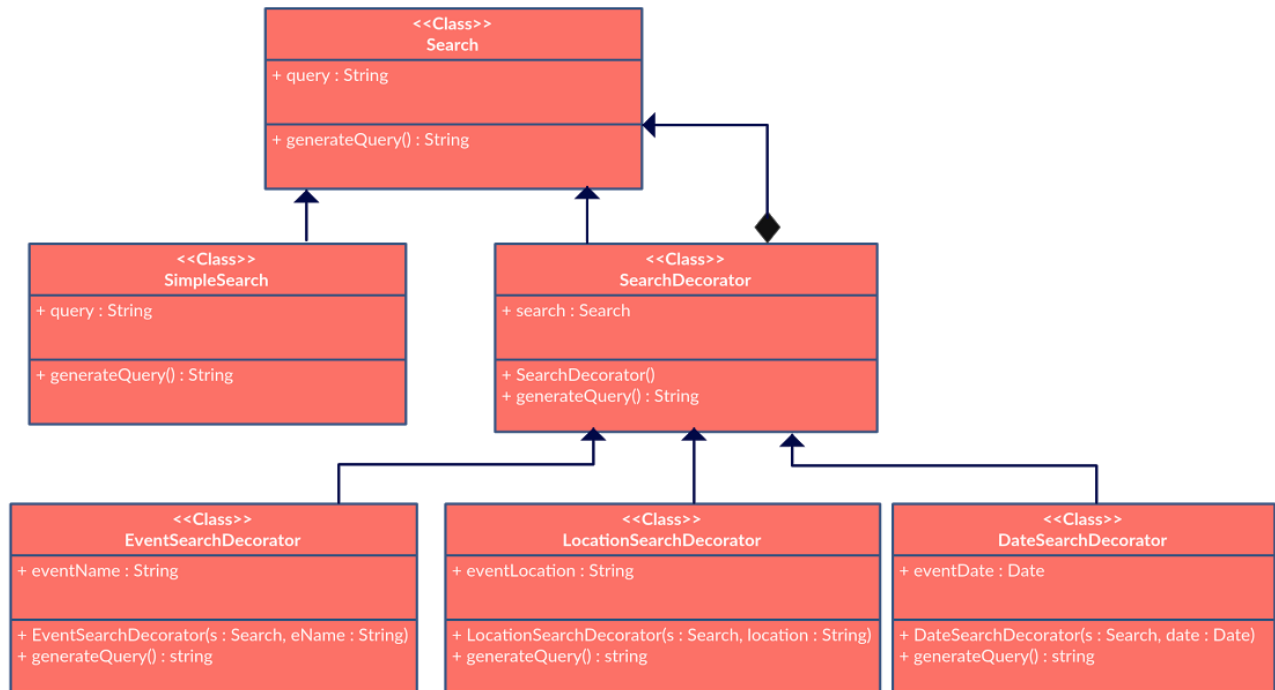 <<Class>>
Search
+ query : String
+ generateQuery() : String
<<Class>>
SimpleSearch
+ query : String
+ generateQuery() : String
<<Class>>
SearchDecorator
+ search : Search
+ SearchDecorator()
+ generateQuery() : String
<<Class>>
EventSearchDecorator
+ eventName : String
+ EventSearchDecorator(s : Search, eName : String)
+ generateQuery() : string
<<Class>>
LocationSearchDecorator
+ eventLocation : String
+ LocationSearchDecorator(s : Search, location : String)
+ generateQuery() : string
<<Class>>
DateSearchDecorator
+ eventDate : Date
+ DateSearchDecorator(s : Search, date : Date)
+ generateQuery() : string